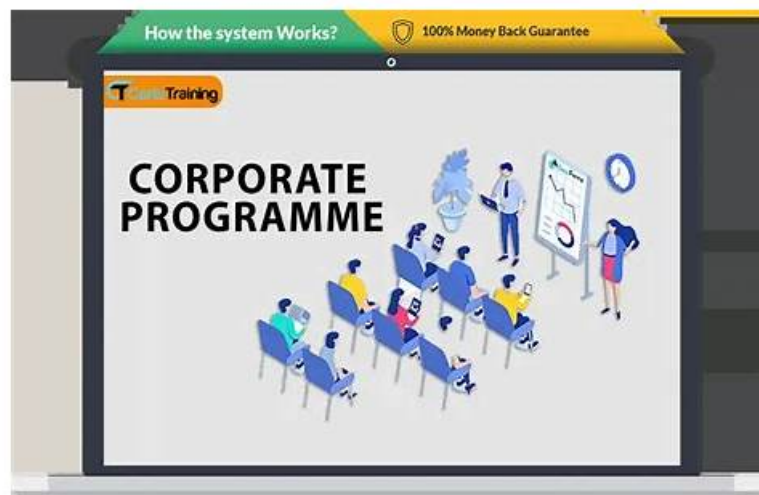 How the system Works?
100% Money Back Guarantee
Training
CORPORATE
PROGRAMME